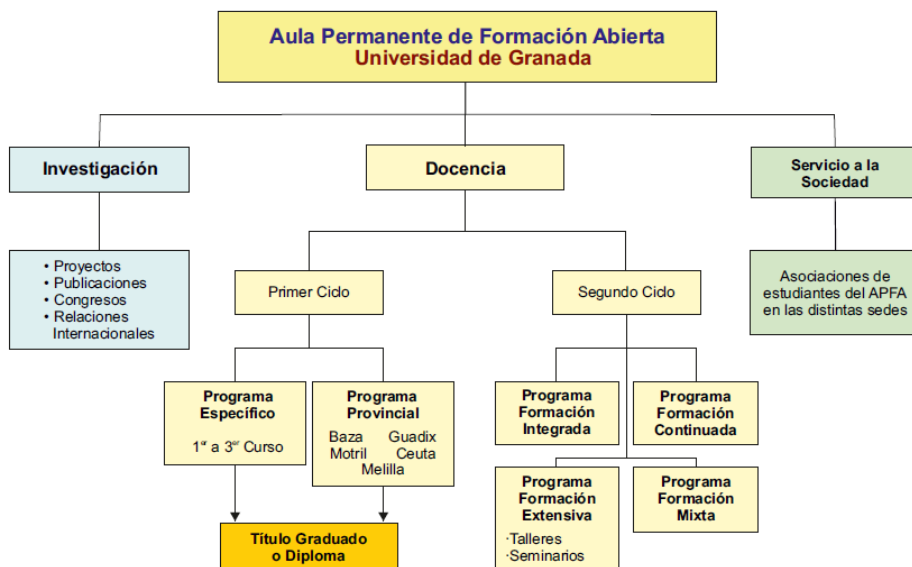 Aula Permanente de Formación Abierta
Universidad de Granada
Investigación
Docencia
Servicio a la
Sociedad
• Proyectos
• Publicaciones
• Congresos
• Relaciones
Internacionales
Primer Ciclo
Segundo Ciclo
Asociaciones de
estudiantes del APFA
en las distintas sedes
Programa
Específico
1er a 3er Curso
Programa
Provincial
Baza Guadix
Motril Ceuta
Melilla
Programa
Formación
Integrada
Programa
Formación
Continuada
Programa
Formación
Extensiva
·Talleres
·Seminarios
Programa
Formación
Mixta
Título Graduado
o Diploma